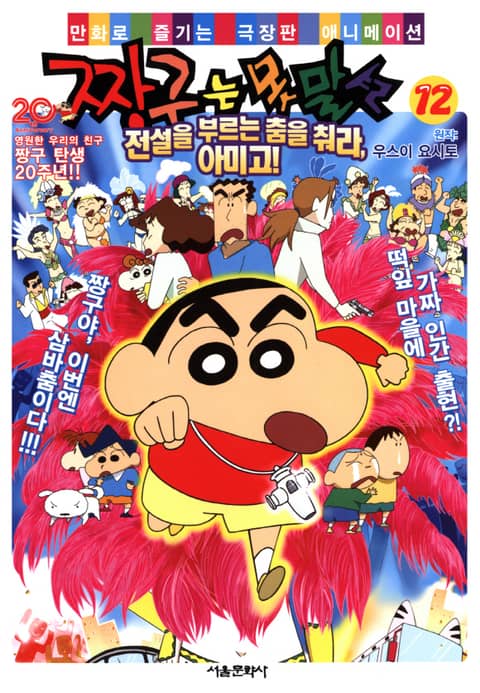 만화로 즐기는 극장판 애니메이션
짱구는 못말려
12
20
Anniversary
영원한 우리의 친구
짱구 탄생
20주년!!
전설을 부르는 춤을 춰라,
아미고!
원작:
우스이 요시토
짱구야, 이번엔
삼바춤이다!!!
가짜 인간 출현?!
떡잎 마을에
서울문화사